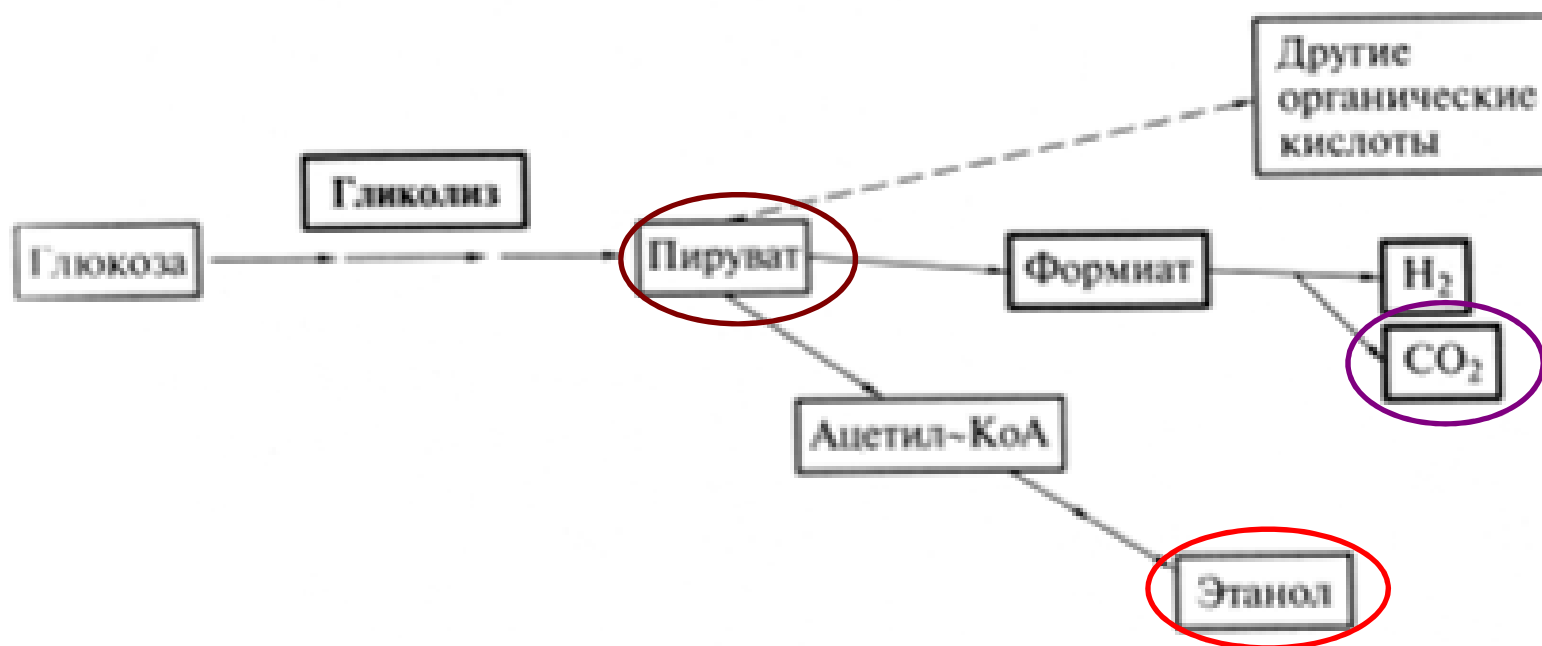 Другие
органические
кислоты
Гликолиз
Глюкоза
Пируват
Формиат
H₂
CO₂
Ацетил~КоА
Этанол